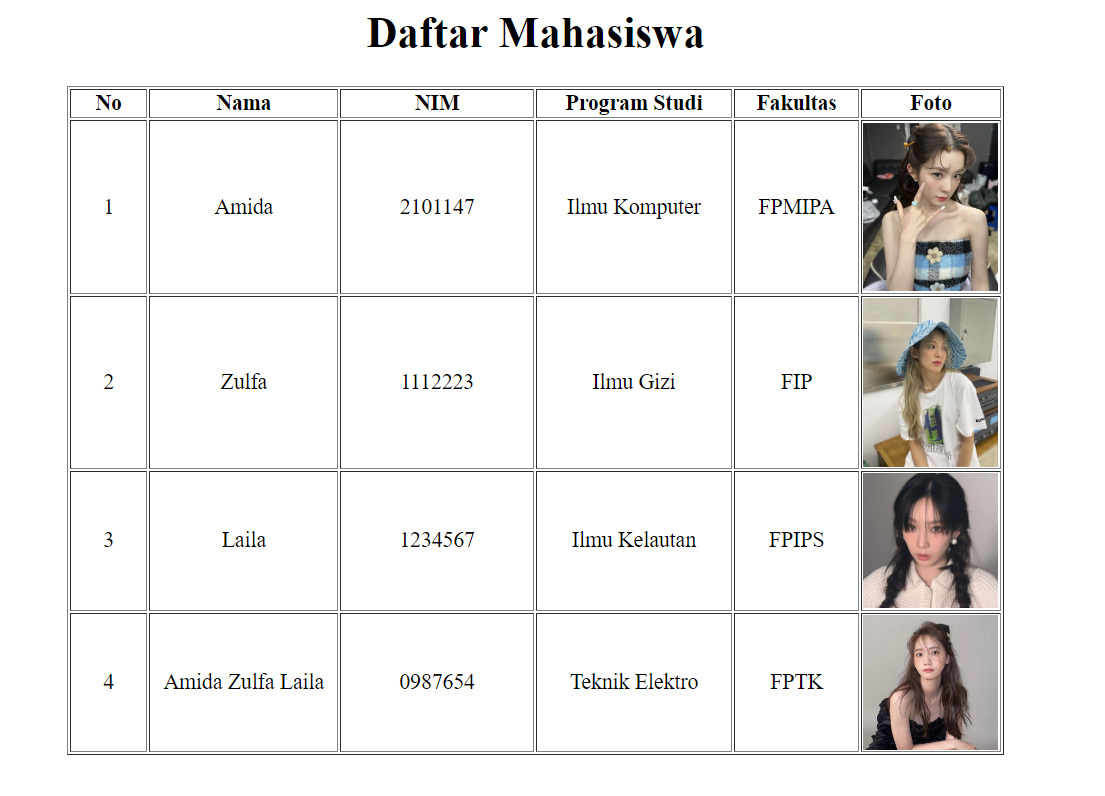 Daftar Mahasiswa
No Nama NIM Program Studi Fakultas Foto
1 Amida 2101147 Ilmu Komputer FPMIPA
2 Zulfa 1112223 Ilmu Gizi FIP
3 Laila 1234567 Ilmu Kelautan FPIPS
4 Amida Zulfa Laila 0987654 Teknik Elektro FPTK